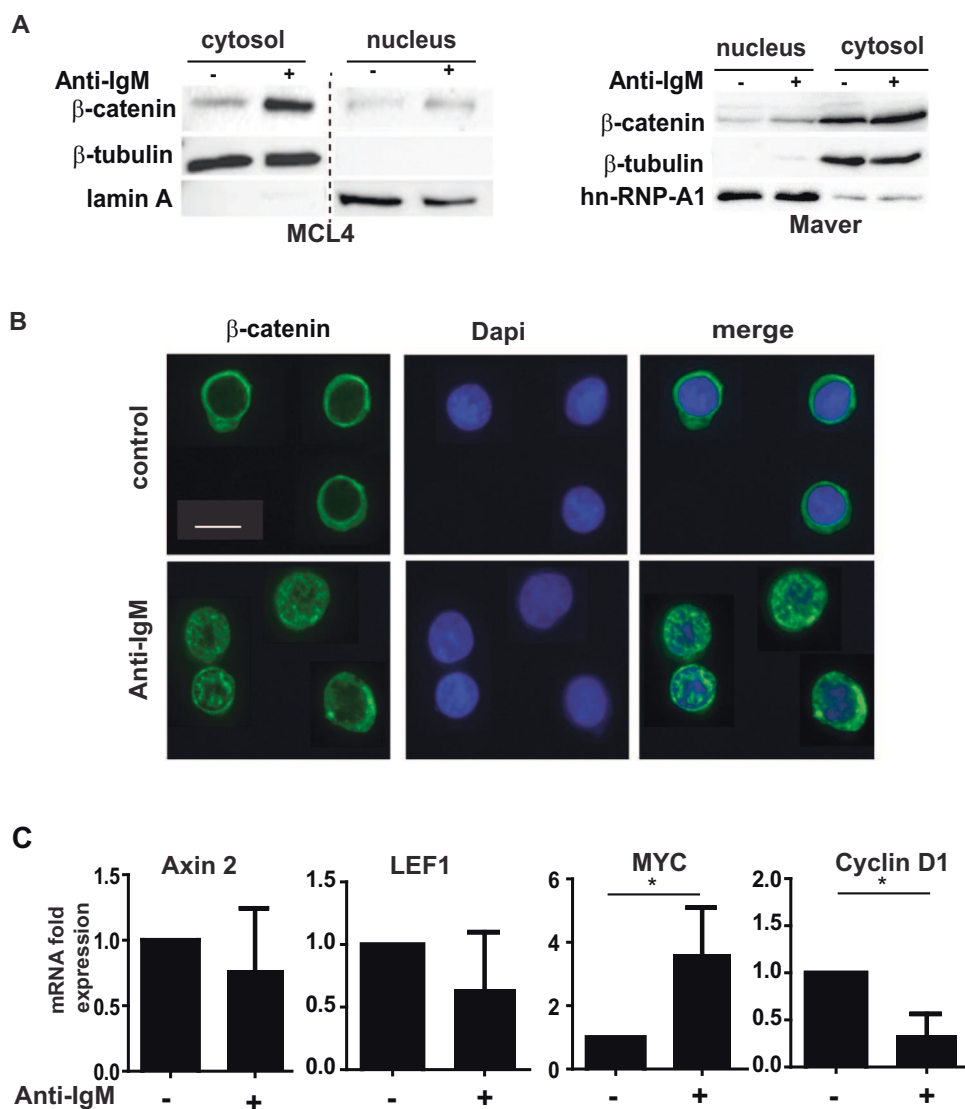 A
cytosol nucleus
Anti-IgM - + - +
β-catenin
β-tubulin
lamin A
MCL4
nucleus cytosol
Anti-IgM - + - +
β-catenin
β-tubulin
hn-RNP-A1
Maver
B
β-catenin Dapi merge
control
Anti-IgM
C
Axin 2 LEF1 MYC Cyclin D1
mRNA fold
expression
1.5
1.0
0.5
0.0
1.5
1.0
0.5
0.0
*
6
4
2
0
*
2.0
1.5
1.0
0.5
0.0
Anti-IgM - + - + - + - +